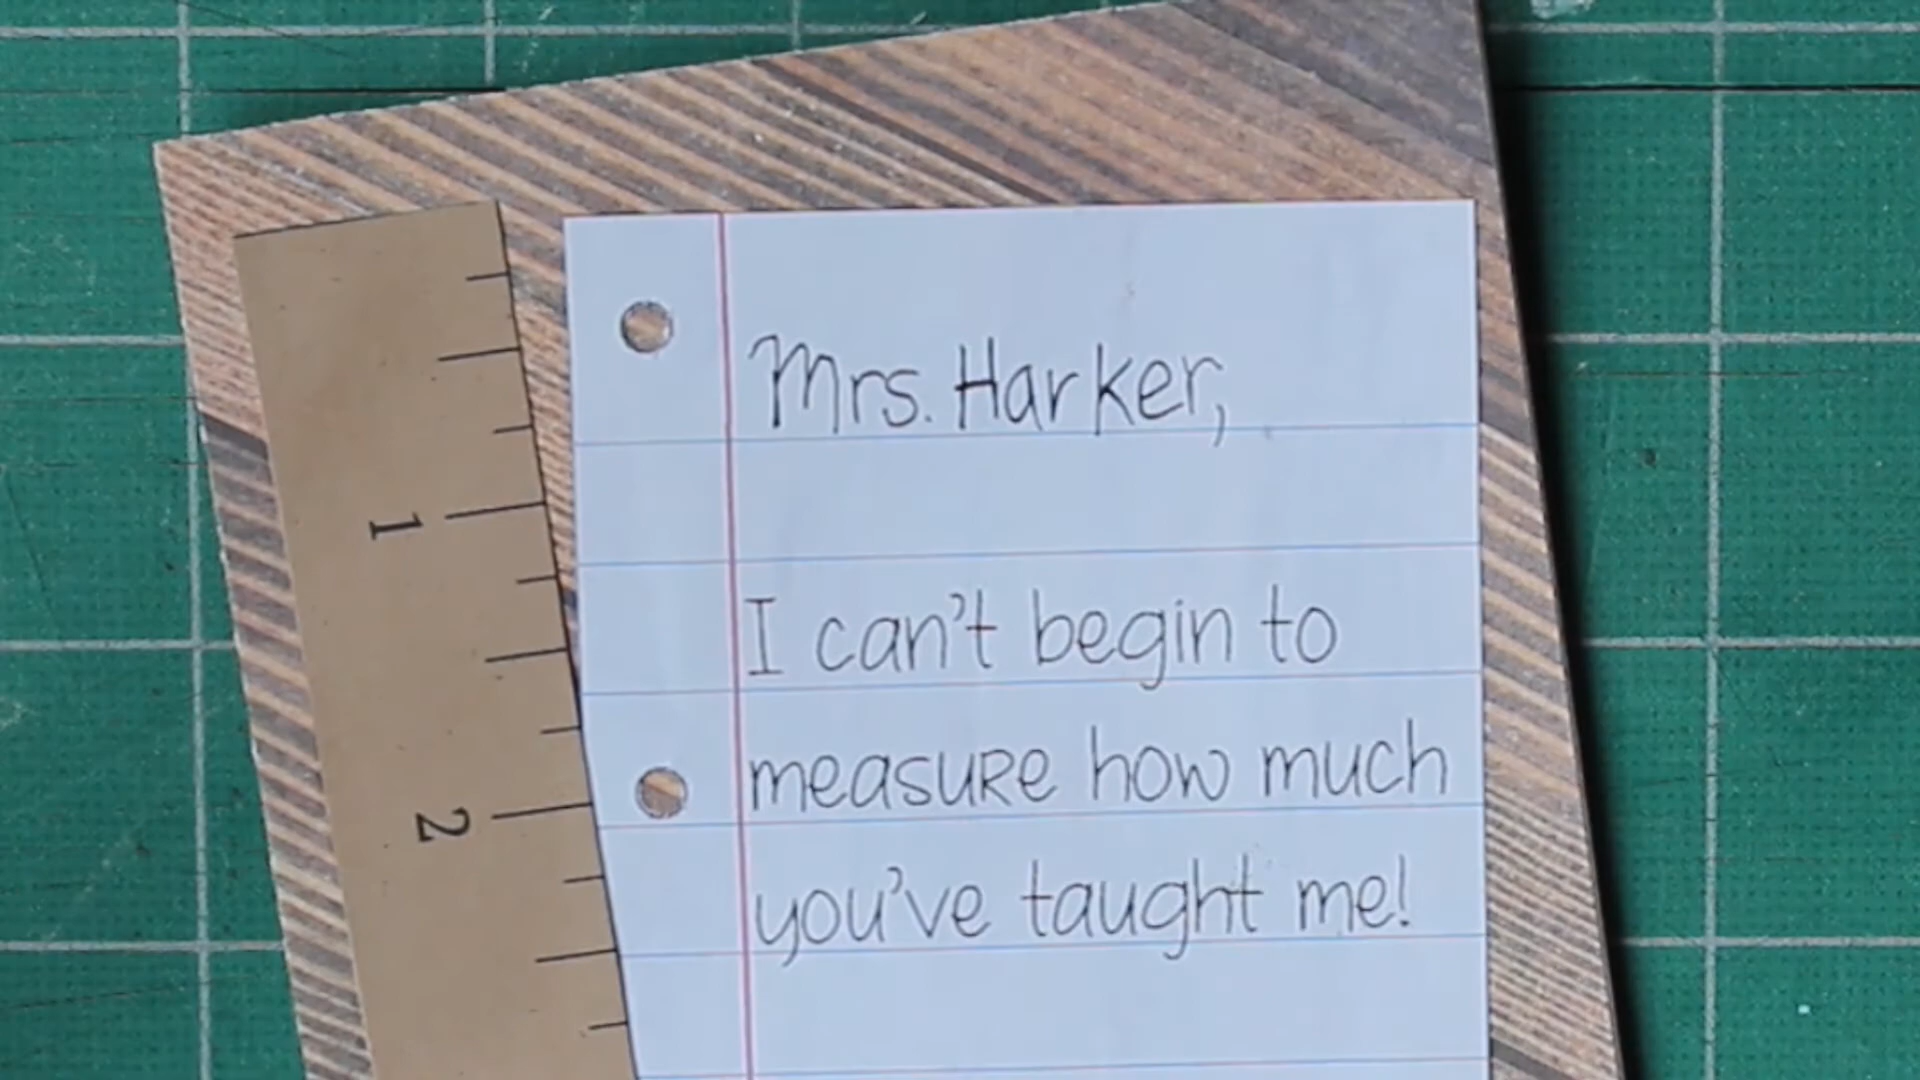 Mrs. Harker,
I can't begin to
measure how much
you've taught me!
1
2